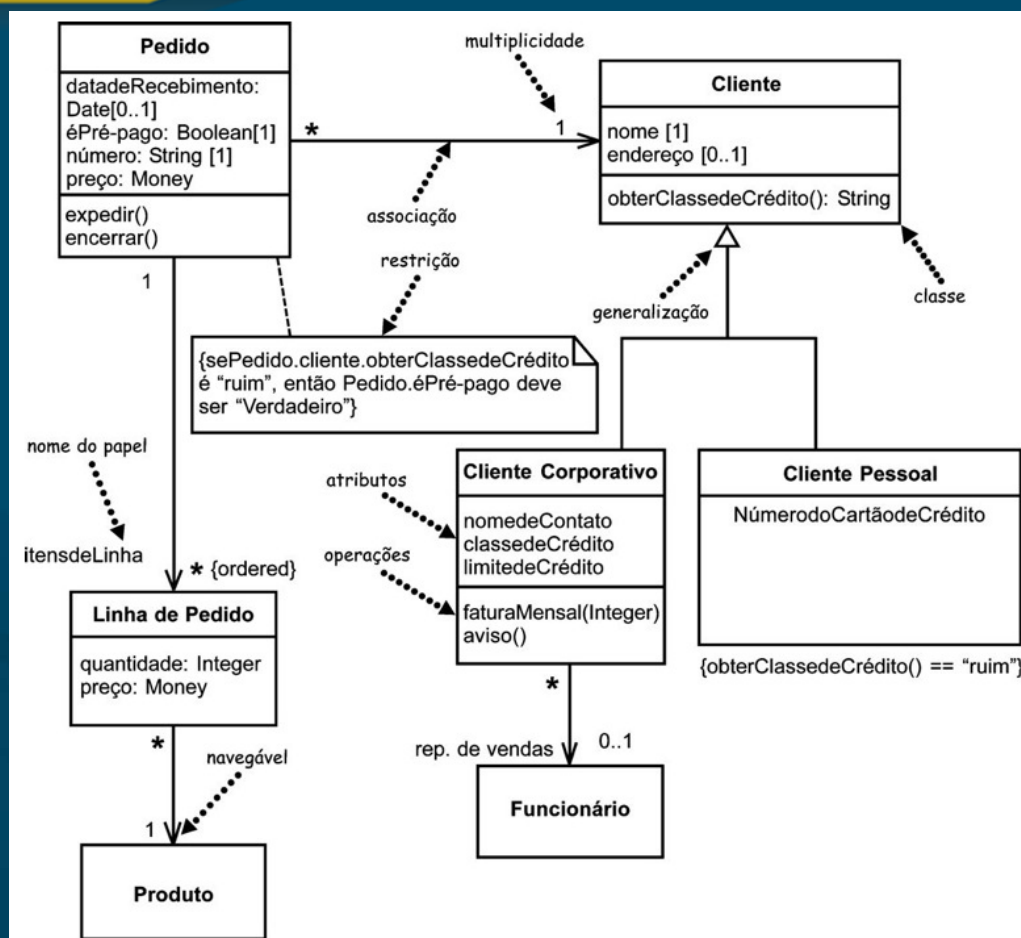 Pedido
datadeRecebimento:
Date[0..1]
éPré-pago: Boolean[1]
número: String [1]
preço: Money
expedir()
encerrar()
multiplicidade
*
1
associação
Cliente
nome [1]
endereço [0..1]
obterClassedeCrédito(): String
classe
generalização
restrição
1
{sePedido.cliente.obterClassedeCrédito
é “ruim”, então Pedido.éPré-pago deve
ser “Verdadeiro”}
nome do papel
itensdeLinha
* {ordered}
Linha de Pedido
quantidade: Integer
preço: Money
*
navegável
1
Produto
atributos
operações
Cliente Corporativo
nomedeContato
classedeCrédito
limitedeCrédito
faturaMensal(Integer)
aviso()
*
rep. de vendas
0..1
Funcionário
Cliente Pessoal
NúmerodoCartãodeCrédito
{obterClassedeCrédito() == “ruim”}